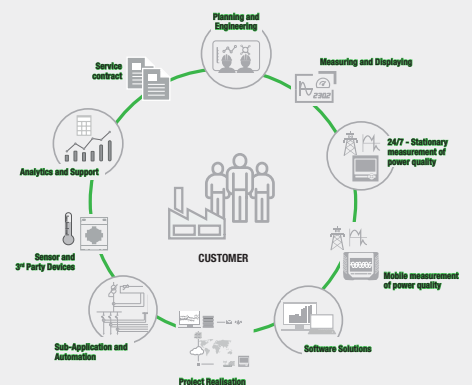 Planning and
Engineering
Measuring and Displaying
2302
24/7 - Stationary
measurement of
power quality
Mobile measurement
of power quality
Software Solutions
Project Realisation
Sub-Application and
Automation
Sensor and
3rd Party Devices
Analytics and Support
Service
contract
CUSTOMER